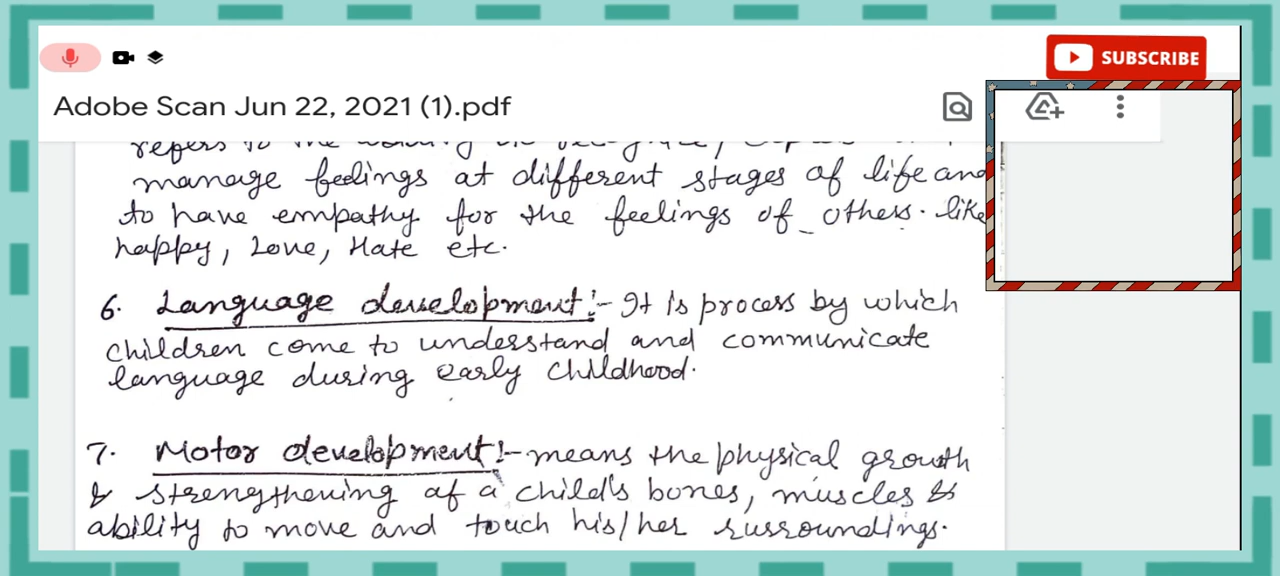 SUBSCRIBE
Adobe Scan Jun 22, 2021 (1).pdf
refers to the
manage feelings at different stages of life and
to have empathy for the feelings of others. like
happy, Love, Hate etc.
6. Language development :- It is process by which
children come to understand and communicate
language during early childhood.
7. Motor development :- means the physical growth
& strengthening of a child's bones, muscles &
ability to move and touch his/her surroundings.